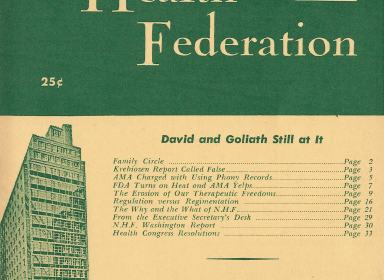 Health
Federation
25¢
David and Goliath Still at It
Family Circle Page 2
Krebiozen Report Called False Page 3
AMA Charged with Using Phony Records Page 5
FDA Turns on Heat and AMA Yelps Page 7
The Erosion of Our Therapeutic Freedoms Page 9
Regulation versus Regimentation Page 16
The Why and the What of N.H.F. Page 21
From the Executive Secretary's Desk Page 29
N.H.F. Washington Report Page 30
Health Congress Resolutions Page 33